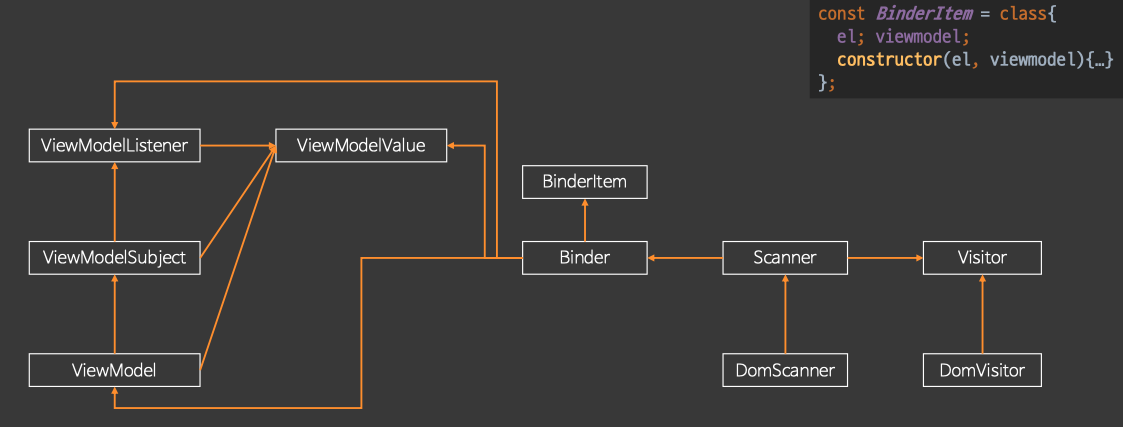 const BinderItem = class{
el; viewmodel;
constructor(el, viewmodel){…}
};
ViewModelListener
ViewModelValue
BinderItem
ViewModelSubject
Binder
Scanner
Visitor
ViewModel
DomScanner
DomVisitor